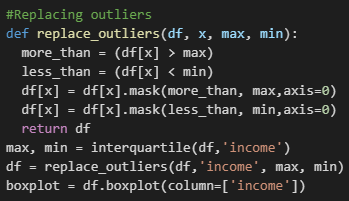 #Replacing outliers
def replace_outliers(df, x, max, min):
  more_than = (df[x] > max)
  less_than = (df[x] < min)
  df[x] = df[x].mask(more_than, max,axis=0)
  df[x] = df[x].mask(less_than, min,axis=0)
  return df
max, min = interquartile(df,'income')
df = replace_outliers(df,'income', max, min)
boxplot = df.boxplot(column=['income'])